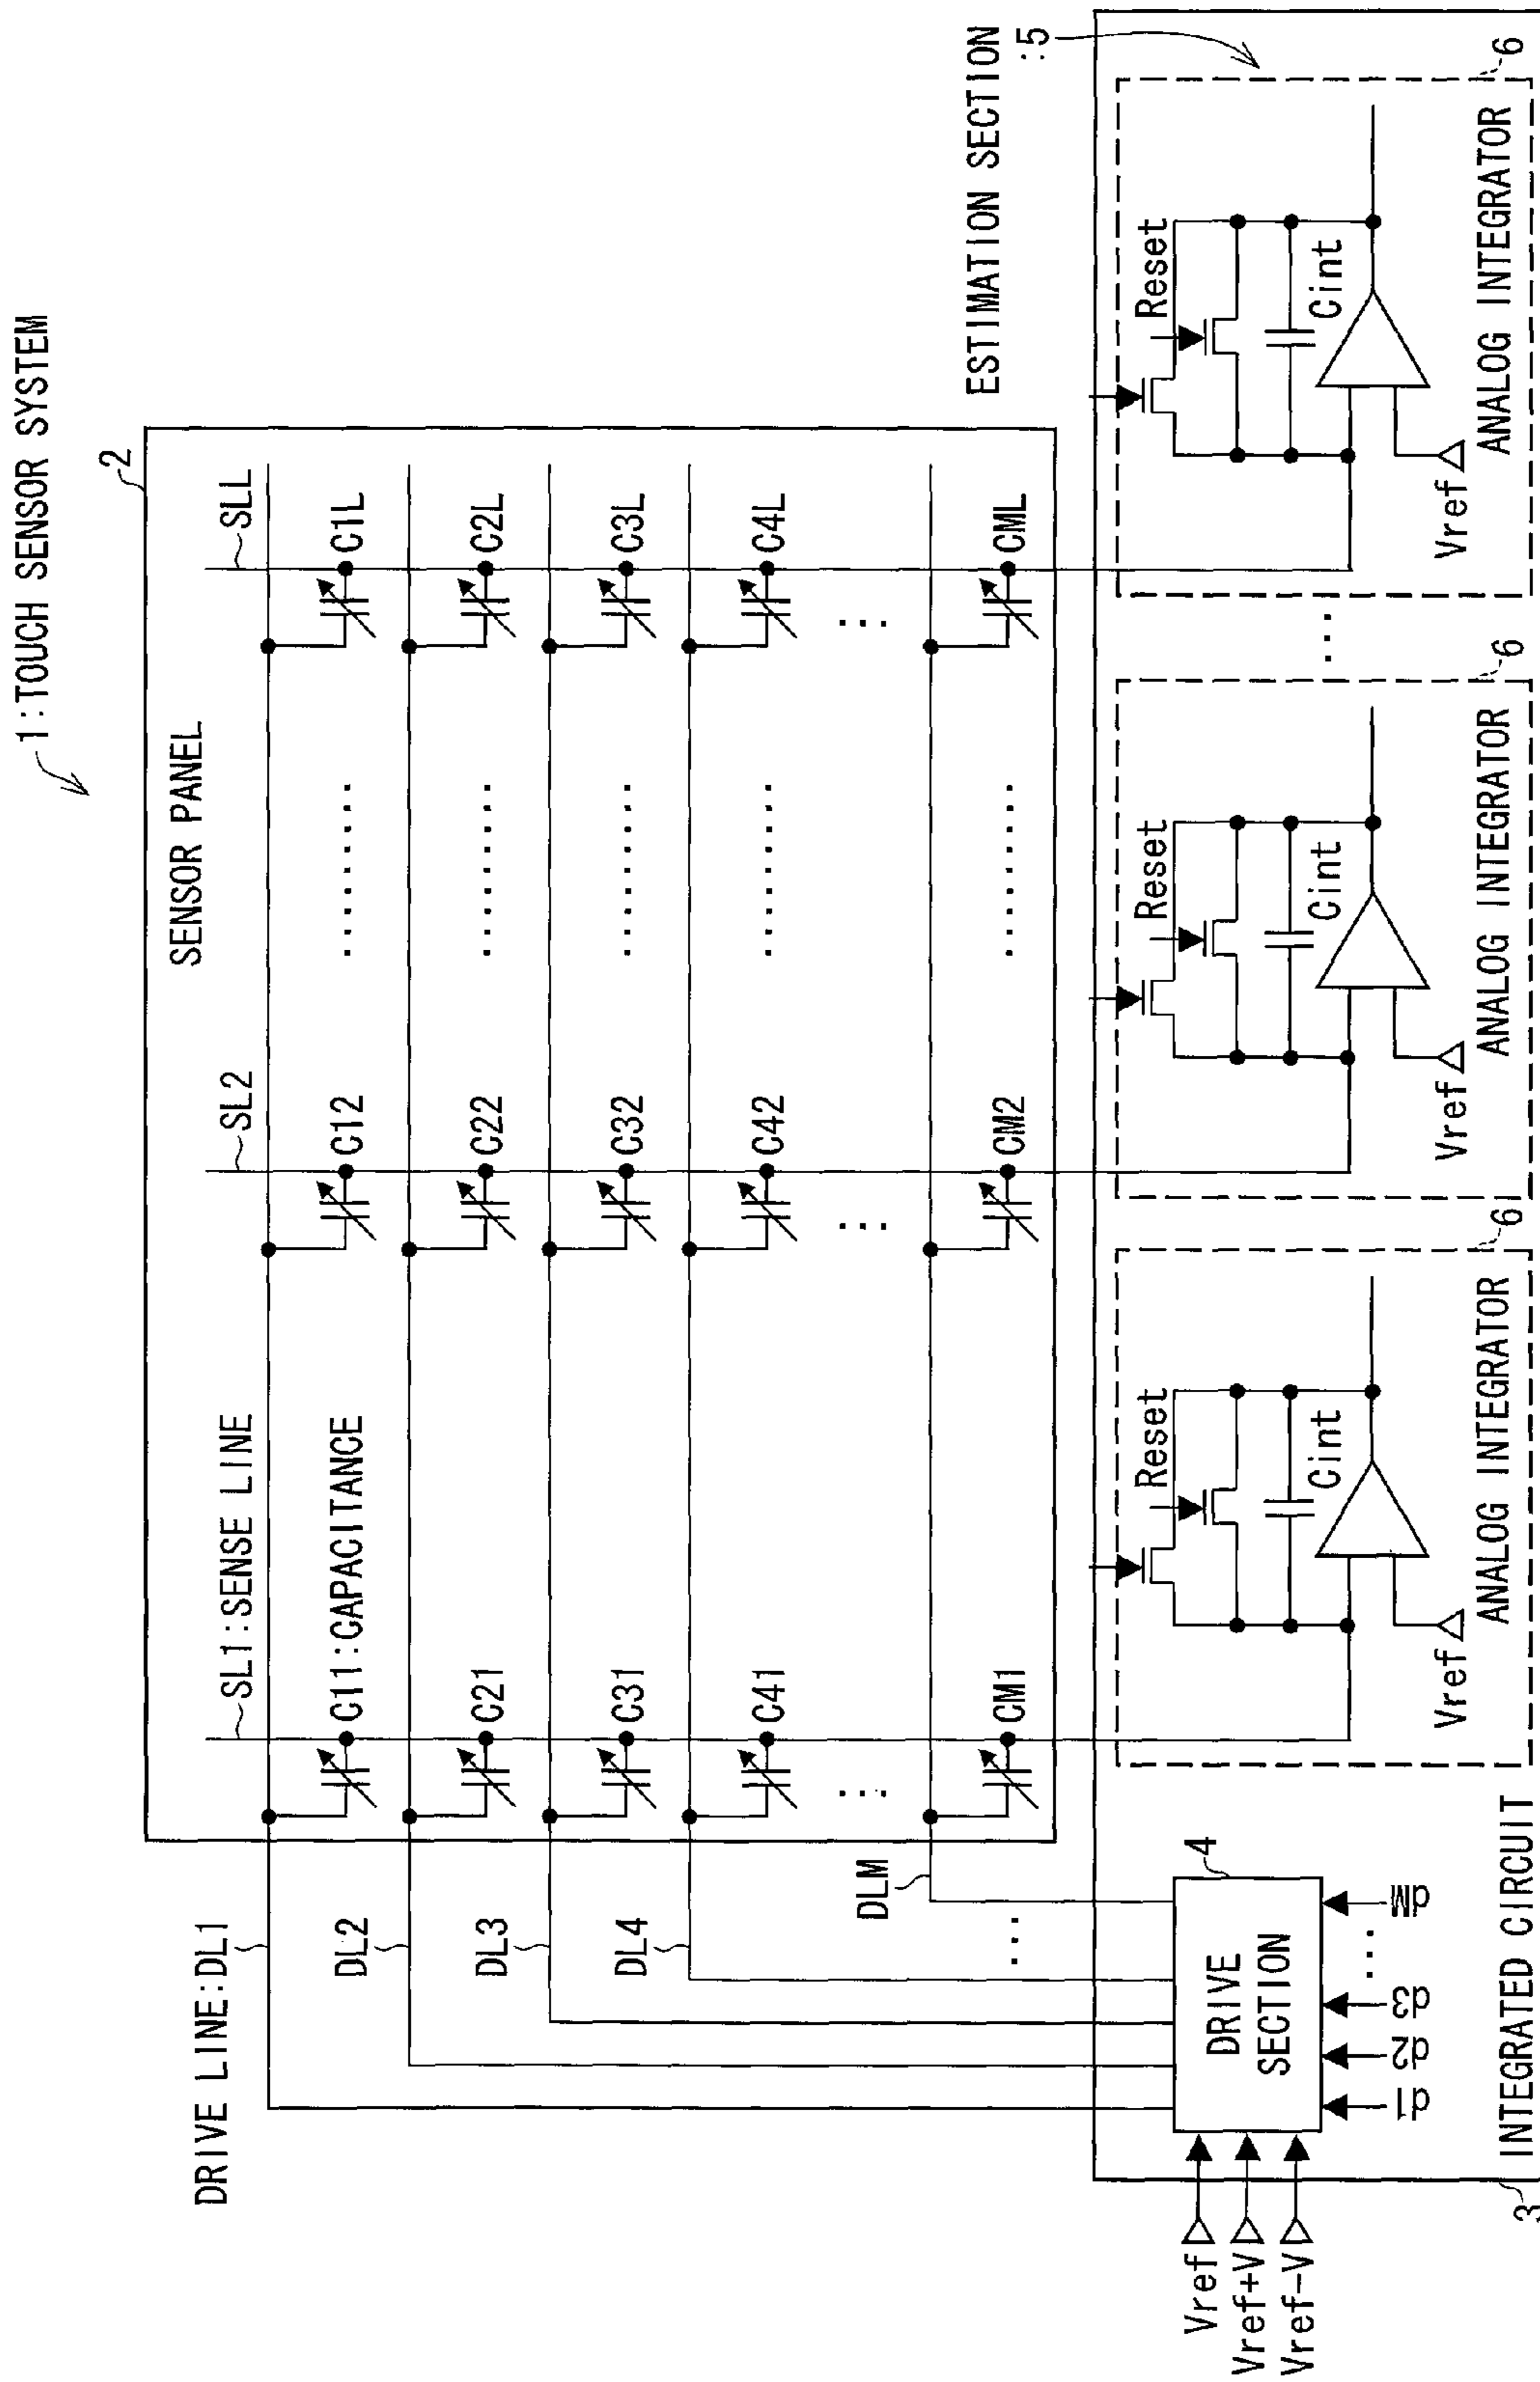 1:TOUCH SENSOR SYSTEM
2
SENSOR PANEL
DRIVE LINE:DL1
SL1:SENSE LINE
SL2
SLL
C11:CAPACITANCE
C12
C1L
DL2
C21
C22
C2L
DL3
C31
C32
C3L
DL4
C41
C42
C4L
DLM
CM1
CM2
CML
ESTIMATION SECTION
:5
4
DRIVE
SECTION
Vref
Vref+V
Vref-V
d1
d2
d3
dM
Reset
Cint
Vref
ANALOG INTEGRATOR
6
Reset
Cint
Vref
ANALOG INTEGRATOR
6
Reset
Cint
Vref
ANALOG INTEGRATOR
6
3
INTEGRATED CIRCUIT